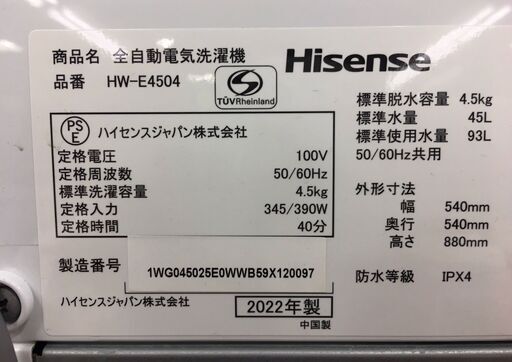 商品名 全自動電気洗濯機
品番 HW-E4504
S
TÜVRheinland
Hisense
PS
E
ハイセンスジャパン株式会社
定格電圧 100V
定格周波数 50/60Hz
標準洗濯容量 4.5kg
定格入力 345/390W
定格時間 40分
製造番号 1WG045025E0WWB59X120097
ハイセンスジャパン株式会社
2022年製
中国製
標準脱水容量 4.5kg
標準水量 45L
標準使用水量 93L
50/60Hz共用
外形寸法
幅 540mm
奥行 540mm
高さ 880mm
防水等級 IPX4